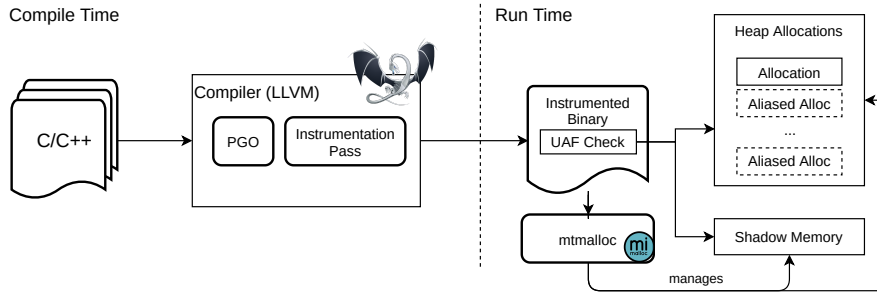 Compile Time
C/C++
Compiler (LLVM)
PGO
Instrumentation
Pass
Run Time
Instrumented
Binary
UAF Check
mtmalloc
mi
malloc
manages
Heap Allocations
Allocation
Aliased Alloc
...
Aliased Alloc
Shadow Memory